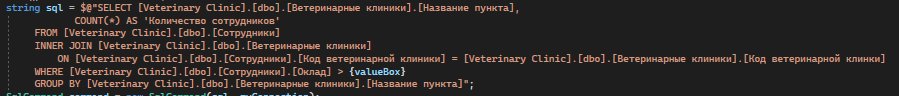 string sql = $@"SELECT [Veterinary Clinic].[dbo].[Ветеринарные клиники].[Название пункта],
COUNT(*) AS 'Количество сотрудников'
FROM [Veterinary Clinic].[dbo].[Сотрудники]
INNER JOIN [Veterinary Clinic].[dbo].[Ветеринарные клиники]
ON [Veterinary Clinic].[dbo].[Сотрудники].[Код ветеринарной клиники] = [Veterinary Clinic].[dbo].[Ветеринарные клиники].[Код ветеринарной клинки]
WHERE [Veterinary Clinic].[dbo].[Сотрудники].[Оклад] > {valueBox}
GROUP BY [Veterinary Clinic].[dbo].[Ветеринарные клиники].[Название пункта]";